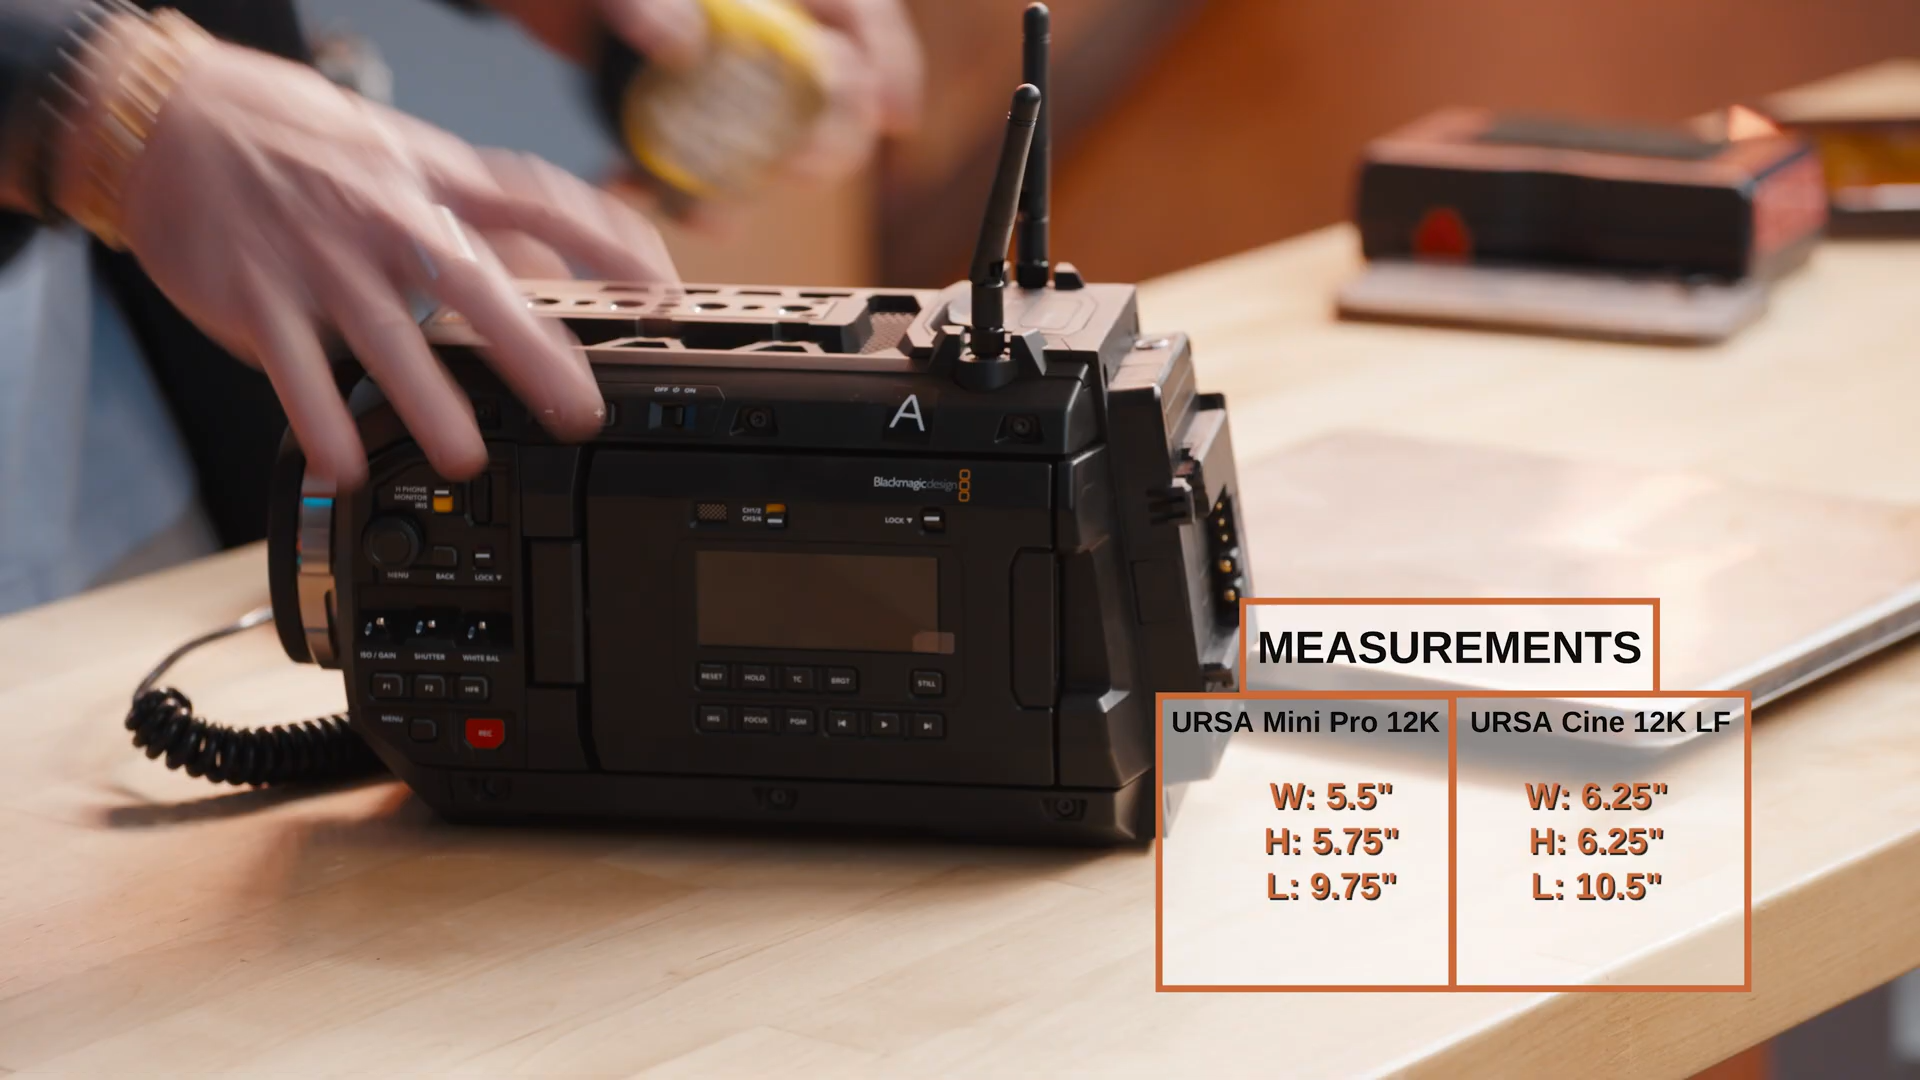 OFF ON
- +
A
Blackmagicdesign
H PHONE
MONITOR
IRIS
CH1/2
CH3/4
LOCK ▼
MENU BACK LOCK ▼
ISO / GAIN SHUTTER WHITE BAL
F1 F2 HFR
MENU REC
RESET HOLD TC BRGT STILL
IRIS FOCUS PGM
MEASUREMENTS
URSA Mini Pro 12K
W: 5.5"
H: 5.75"
L: 9.75"
URSA Cine 12K LF
W: 6.25"
H: 6.25"
L: 10.5"